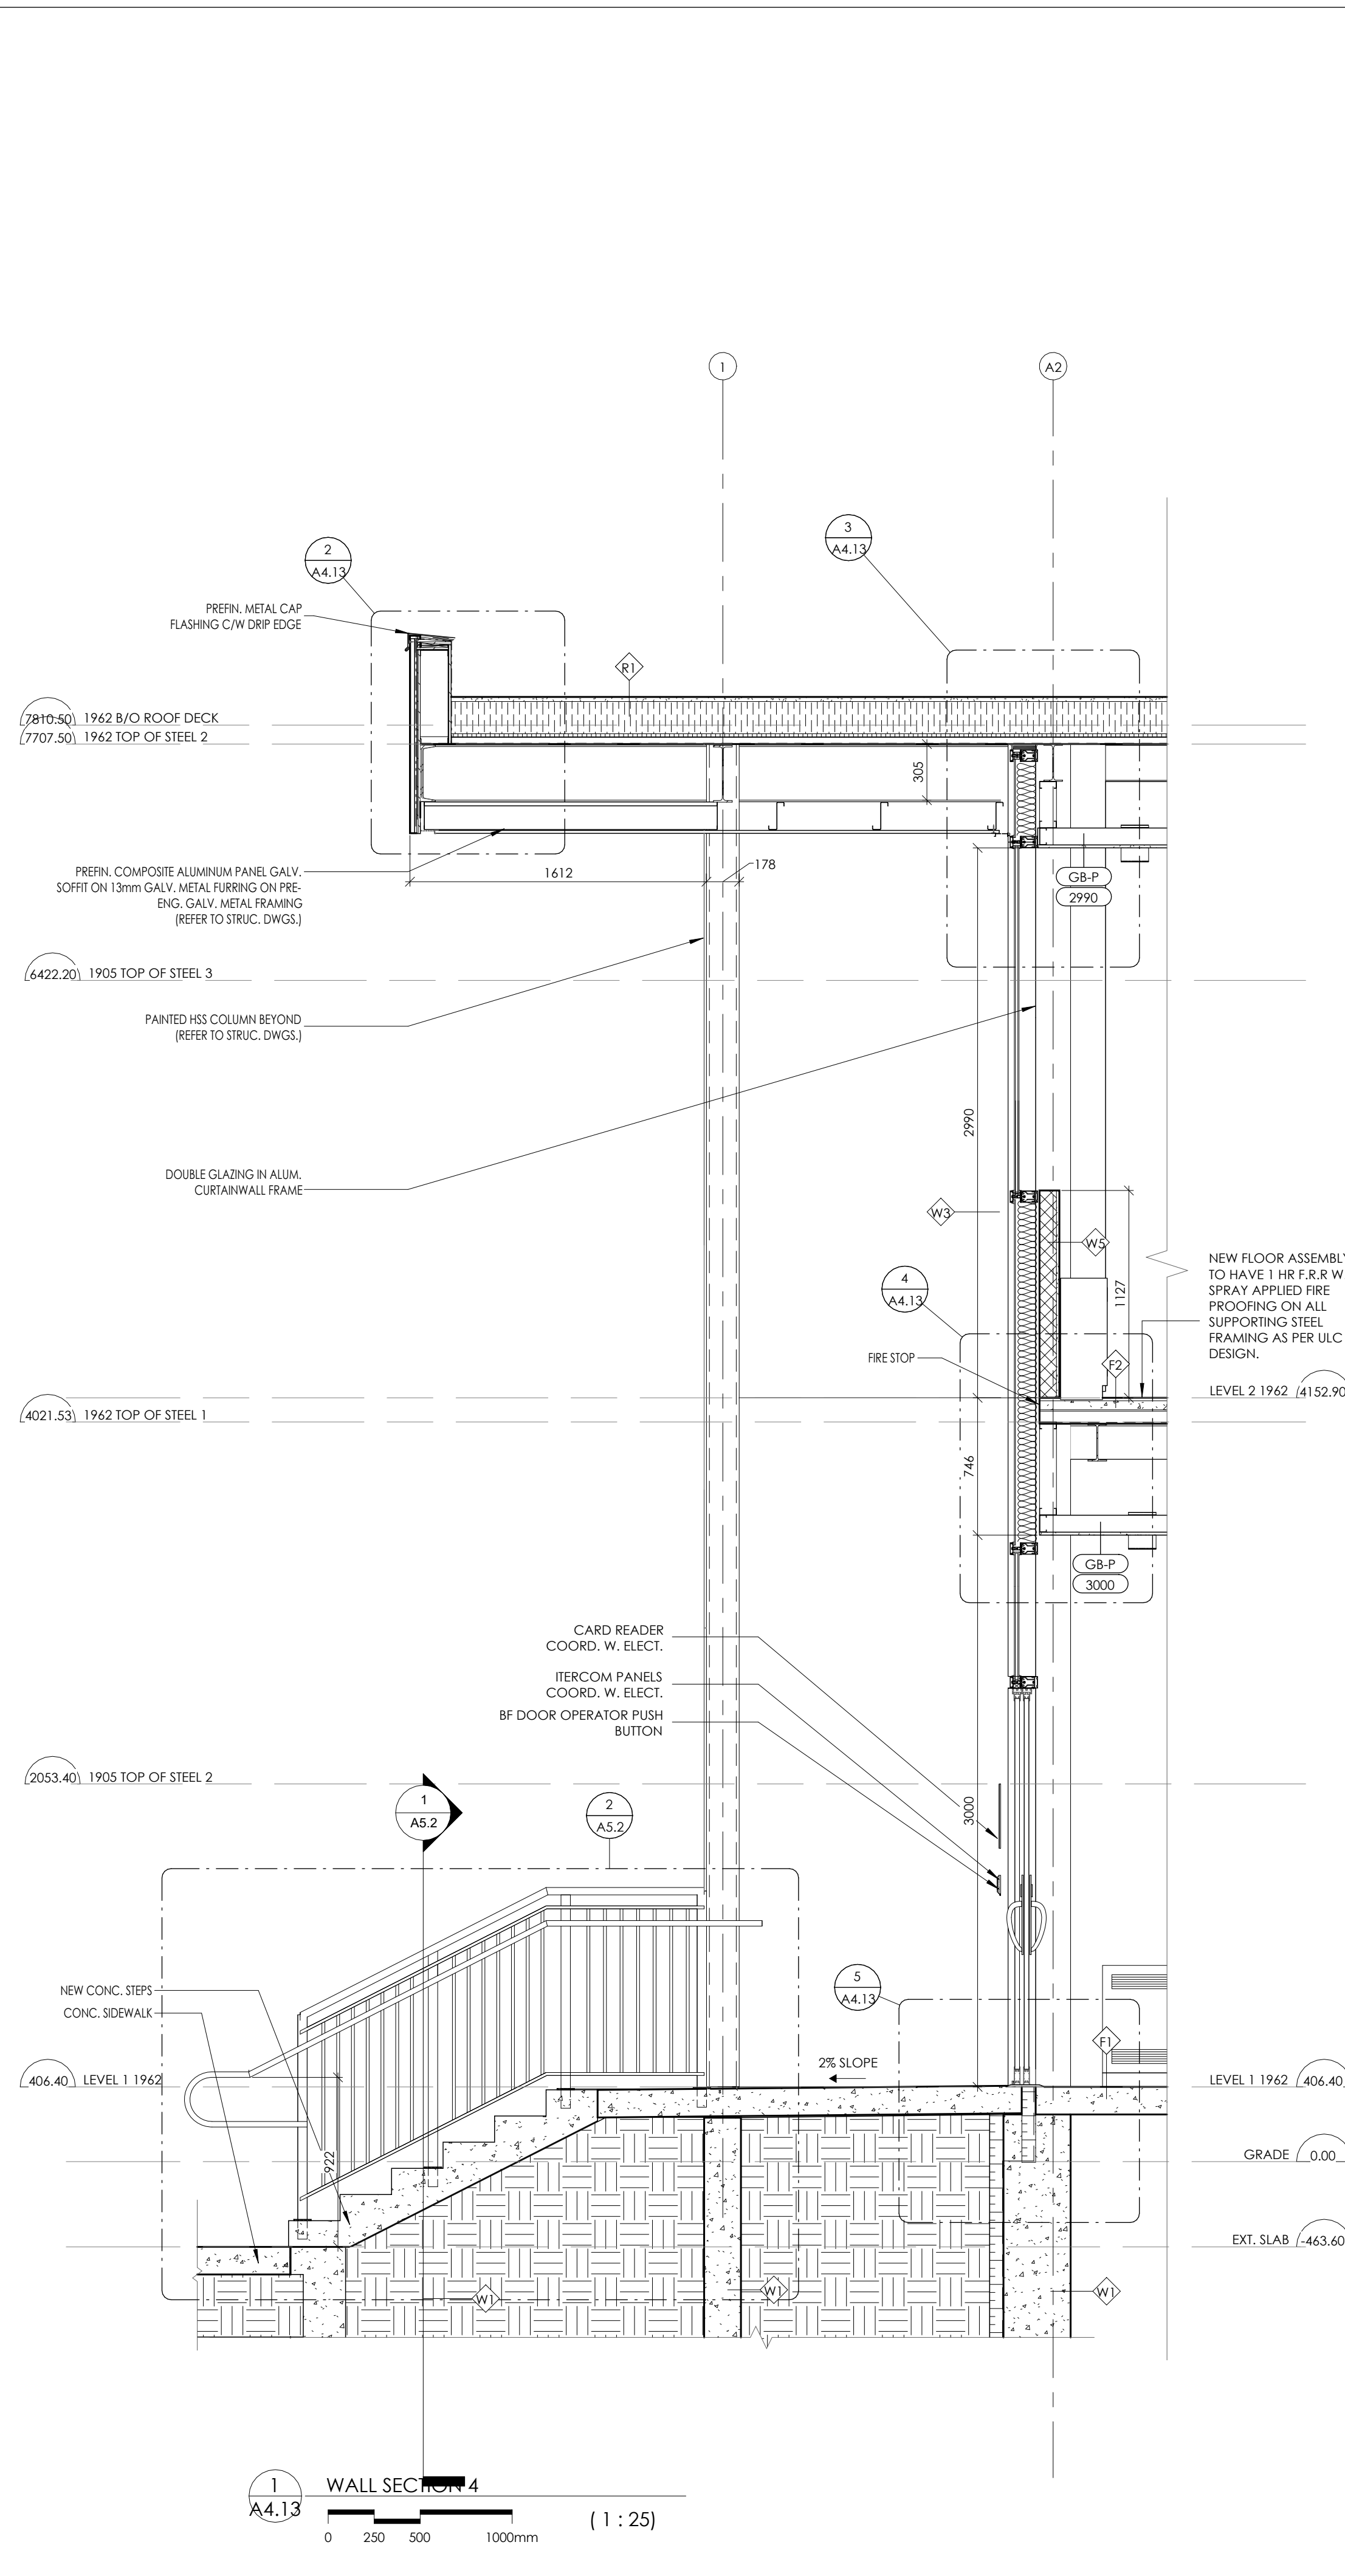 1
A2
3
A4.13
2
A4.13
PREFIN. METAL CAP
FLASHING C/W DRIP EDGE
R1
7810.50 1962 B/O ROOF DECK
7707.50 1962 TOP OF STEEL 2
305
PREFIN. COMPOSITE ALUMINUM PANEL GALV.
SOFFIT ON 13mm GALV. METAL FURRING ON PRE-
ENG. GALV. METAL FRAMING
(REFER TO STRUC. DWGS.)
1612
178
GB-P
2990
6422.20 1905 TOP OF STEEL 3
PAINTED HSS COLUMN BEYOND
(REFER TO STRUC. DWGS.)
2990
DOUBLE GLAZING IN ALUM.
CURTAINWALL FRAME
W3
W5
NEW FLOOR ASSEMBLY
TO HAVE 1 HR F.R.R W.
SPRAY APPLIED FIRE
PROOFING ON ALL
SUPPORTING STEEL
FRAMING AS PER ULC
DESIGN.
4
A4.13
1127
FIRE STOP
F2
LEVEL 2 1962 4152.90
4021.53 1962 TOP OF STEEL 1
746
GB-P
3000
CARD READER
COORD. W. ELECT.
ITERCOM PANELS
COORD. W. ELECT.
BF DOOR OPERATOR PUSH
BUTTON
2053.40 1905 TOP OF STEEL 2
1
A5.2
2
A5.2
3000
NEW CONC. STEPS
CONC. SIDEWALK
5
A4.13
2% SLOPE
F1
406.40 LEVEL 1 1962
LEVEL 1 1962 406.40
922
GRADE 0.00
EXT. SLAB -463.60
W1
W1
W1
1
A4.13
WALL SECTION 4
(1 : 25)
0 250 500 1000mm